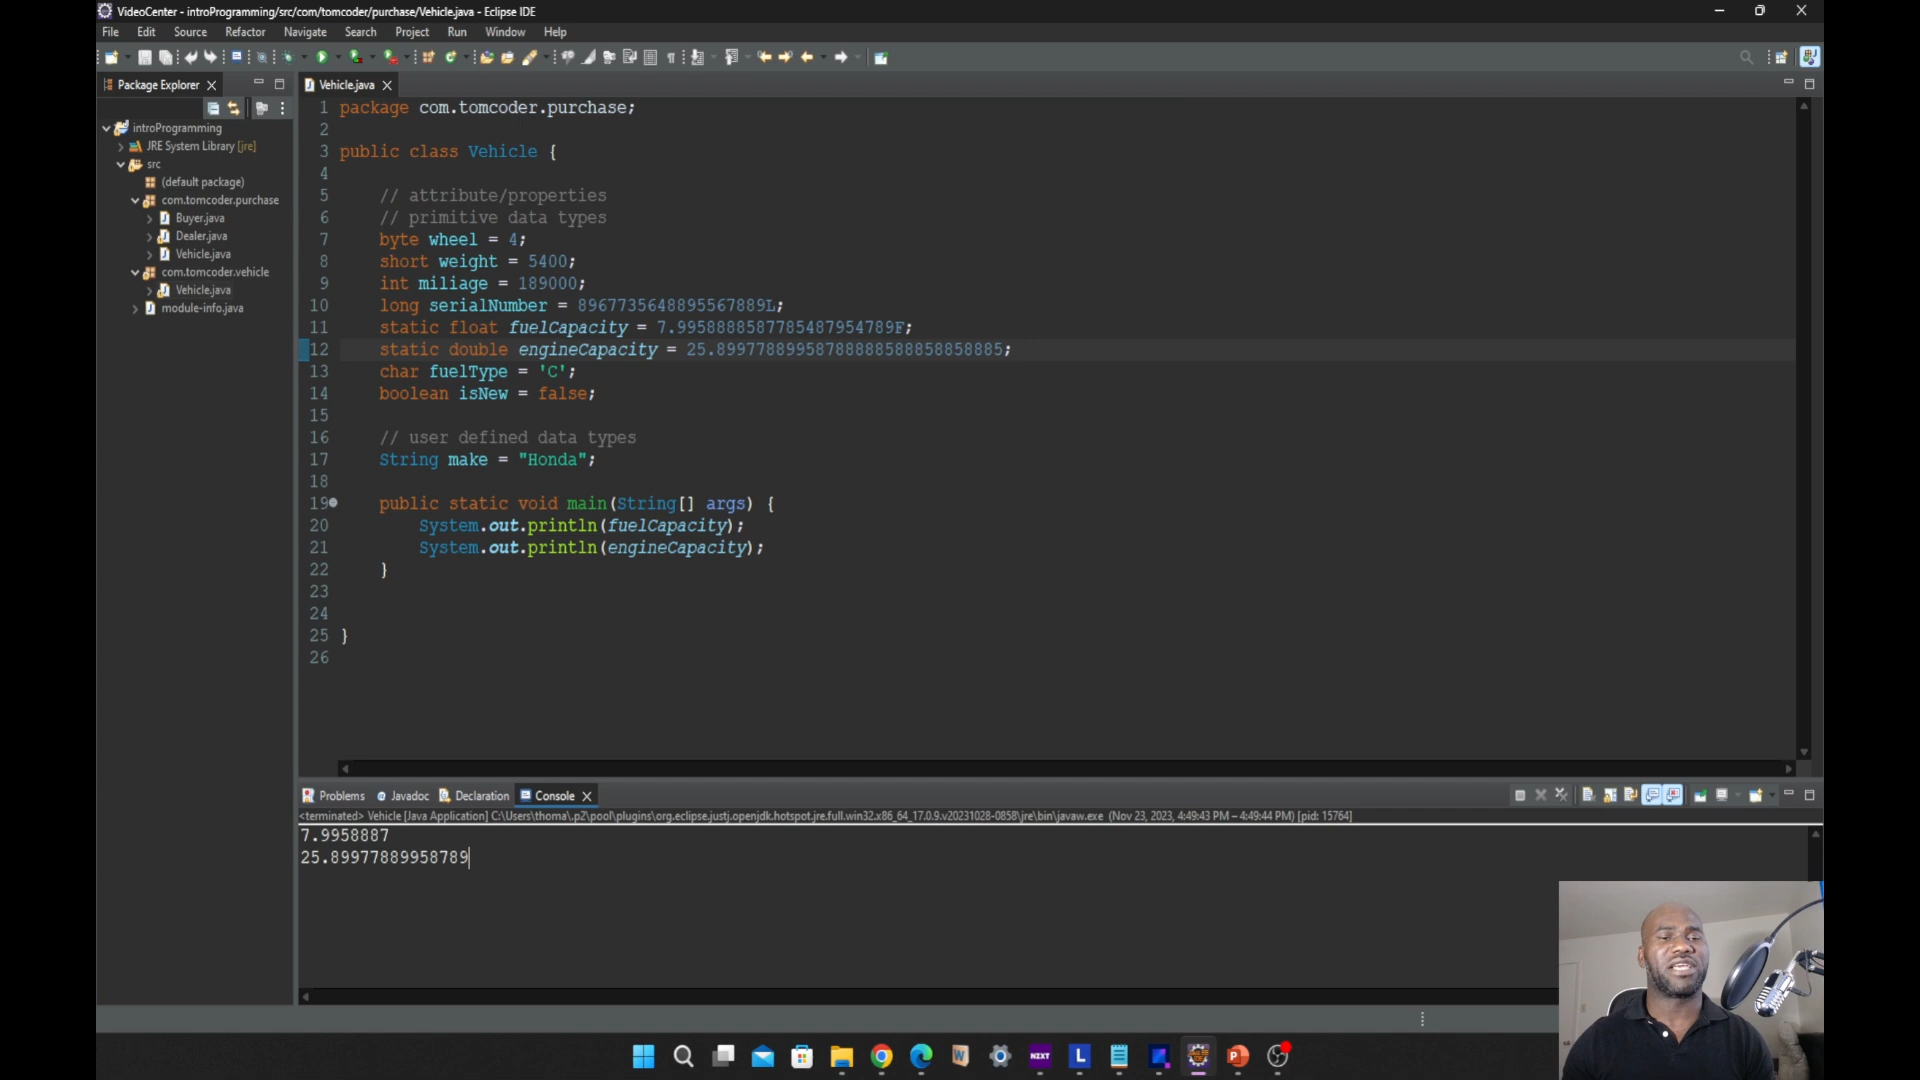 VideoCenter - introProgramming/src/com/tomcoder/purchase/Vehicle.java - Eclipse IDE
File Edit Source Refactor Navigate Search Project Run Window Help
Package Explorer
introProgramming
JRE System Library [jre]
src
(default package)
com.tomcoder.purchase
Buyer.java
Dealer.java
Vehicle.java
com.tomcoder.vehicle
Vehicle.java
module-info.java
Vehicle.java
1 package com.tomcoder.purchase;
2
3 public class Vehicle {
4
5 // attribute/properties
6 // primitive data types
7 byte wheel = 4;
8 short weight = 5400;
9 int miliage = 189000;
10 long serialNumber = 8967735648895567889L;
11 static float fuelCapacity = 7.9958888587785487954789F;
12 static double engineCapacity = 25.899778899587888888588858858885;
13 char fuelType = 'C';
14 boolean isNew = false;
15
16 // user defined data types
17 String make = "Honda";
18
19 public static void main(String[] args) {
20 System.out.println(fuelCapacity);
21 System.out.println(engineCapacity);
22 }
23
24
25 }
26
Problems Javadoc Declaration Console
<terminated> Vehicle [Java Application] C:\Users\thoma\.p2\pool\plugins\org.eclipse.justj.openjdk.hotspot.jre.full.win32.x86_64_17.0.9.v20231028-0858\jre\bin\javaw.exe (Nov 23, 2023, 4:49:43 PM – 4:49:44 PM) [pid: 15764]
7.9958887
25.89977889958789
NZXT
L